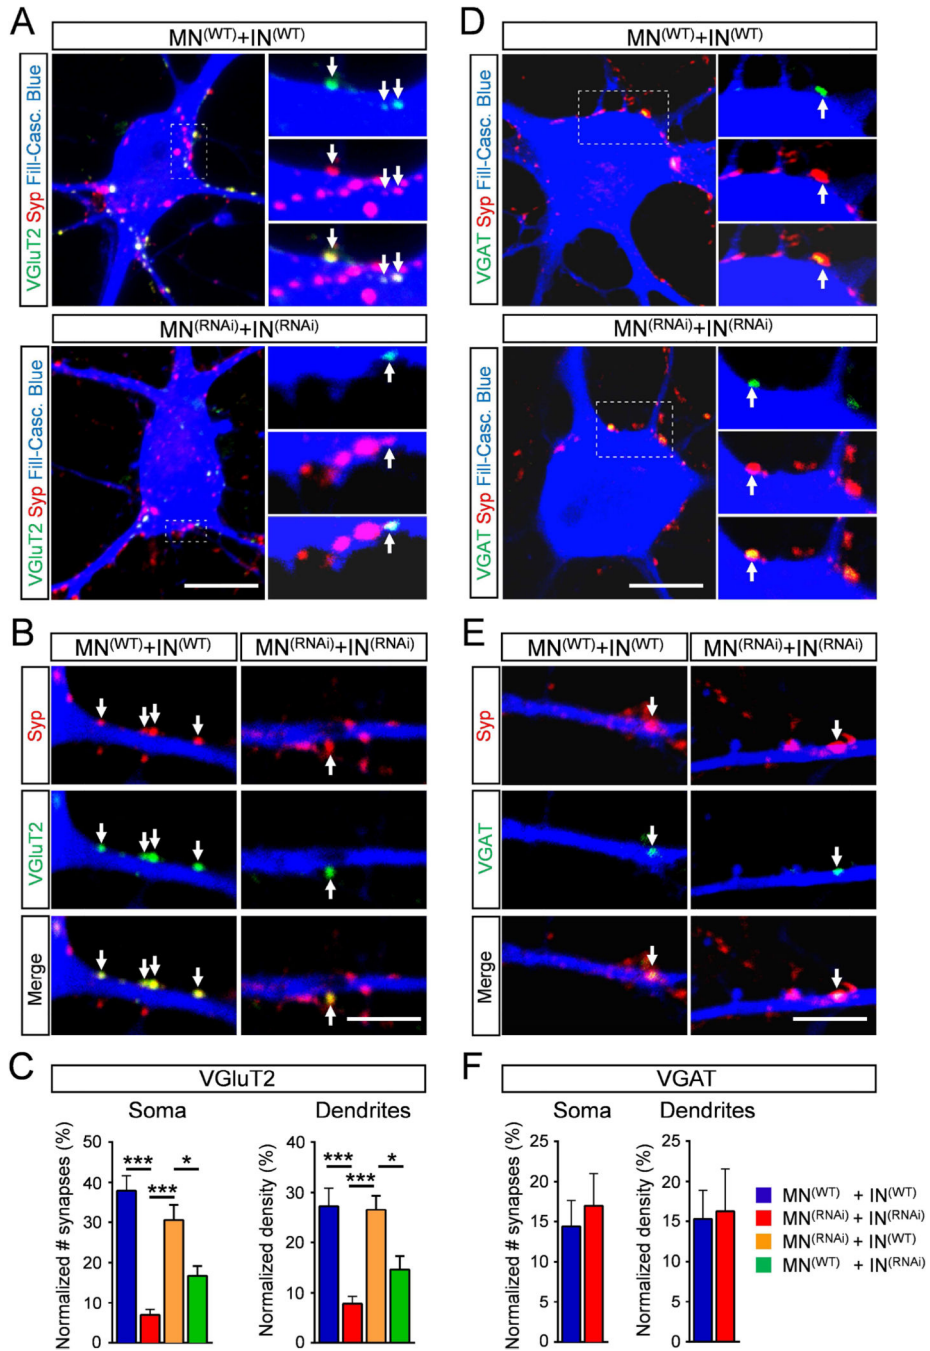 A
MN(WT)+IN(WT)
VGluT2 Syp Fill-Casc. Blue
MN(RNAi)+IN(RNAi)
VGluT2 Syp Fill-Casc. Blue
B
MN(WT)+IN(WT)
MN(RNAi)+IN(RNAi)
Syp
VGluT2
Merge
C
VGluT2
Soma
Normalized # synapses (%)
50
40
30
20
10
0
*** *
***
Dendrites
Normalized density (%)
40
30
20
10
0
*** *
***
D
MN(WT)+IN(WT)
VGAT Syp Fill-Casc. Blue
MN(RNAi)+IN(RNAi)
VGAT Syp Fill-Casc. Blue
E
MN(WT)+IN(WT)
MN(RNAi)+IN(RNAi)
Syp
VGAT
Merge
F
VGAT
Soma
Normalized # synapses (%)
25
20
15
10
5
0
Dendrites
Normalized density (%)
25
20
15
10
5
0
MN(WT) + IN(WT)
MN(RNAi) + IN(RNAi)
MN(RNAi) + IN(WT)
MN(WT) + IN(RNAi)